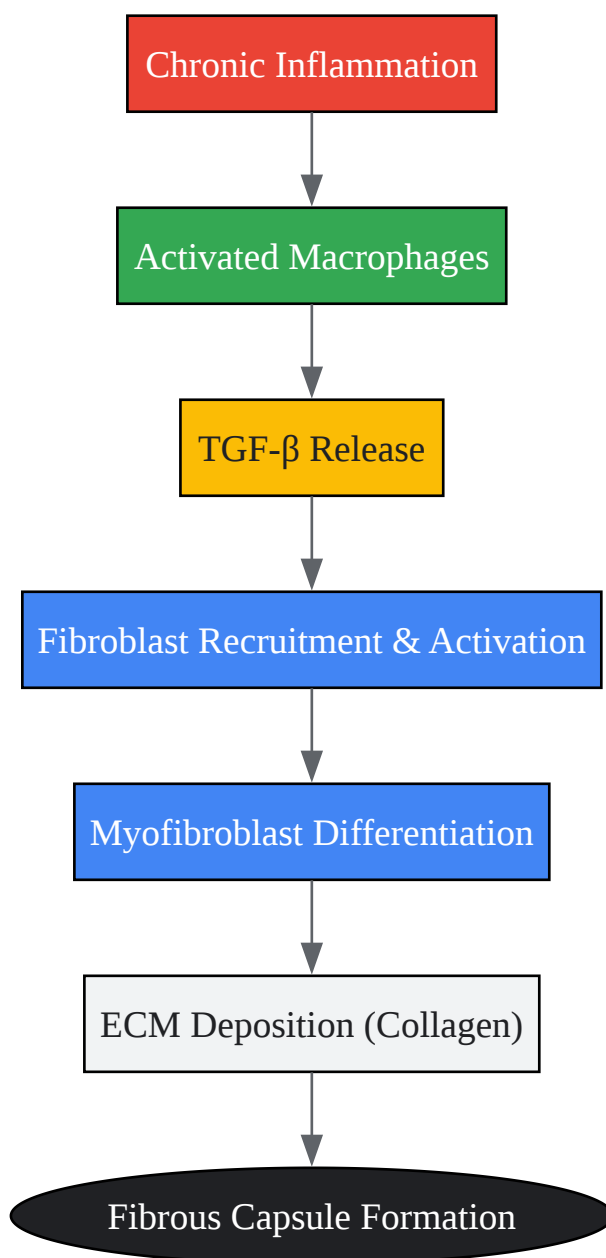 Chronic Inflammation
Activated Macrophages
TGF-β Release
Fibroblast Recruitment & Activation
Myofibroblast Differentiation
ECM Deposition (Collagen)
Fibrous Capsule Formation